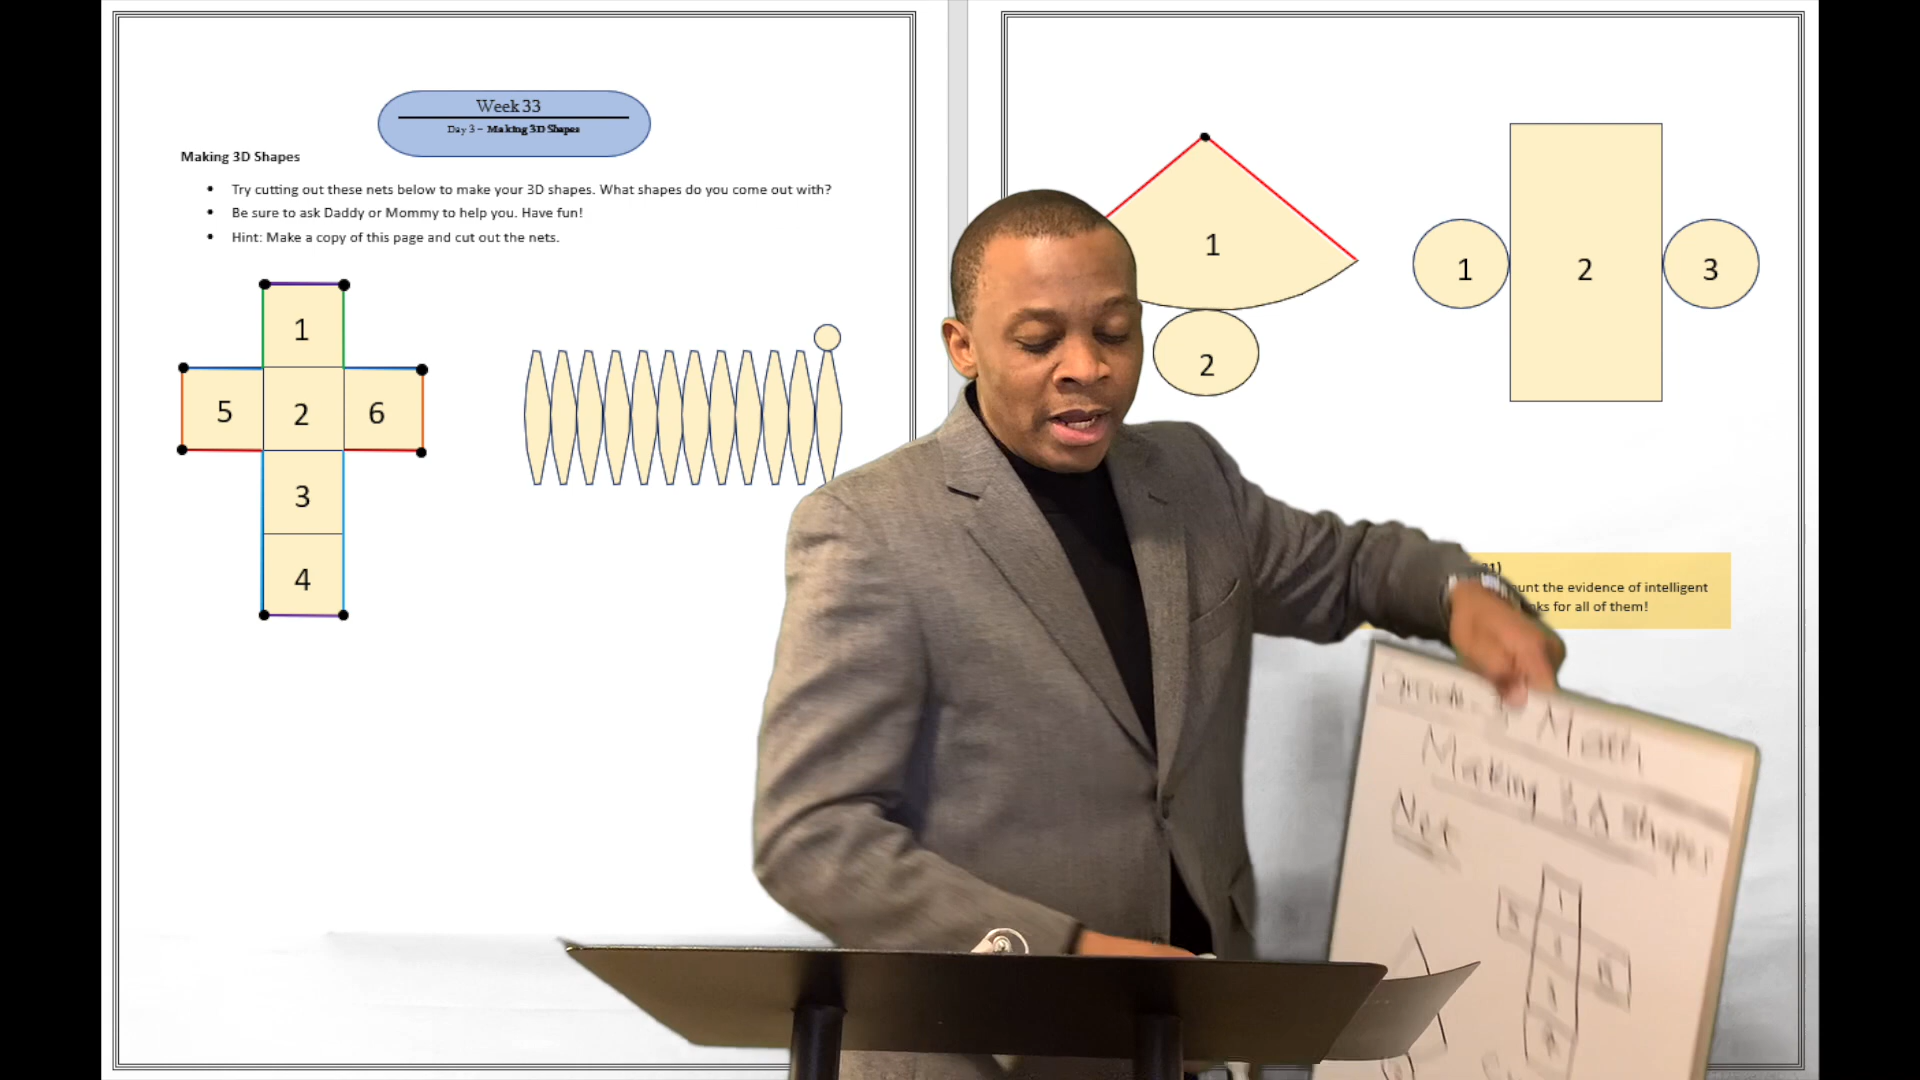 Week 33
Day 3 – Making 3D Shapes
Making 3D Shapes
• Try cutting out these nets below to make your 3D shapes. What shapes do you come out with?
• Be sure to ask Daddy or Mommy to help you. Have fun!
• Hint: Make a copy of this page and cut out the nets.
1
5 2 6
3
4
1
2
1 2 3
unt the evidence of intelligent
ks for all of them!
Math
Making 3D Shapes
Net